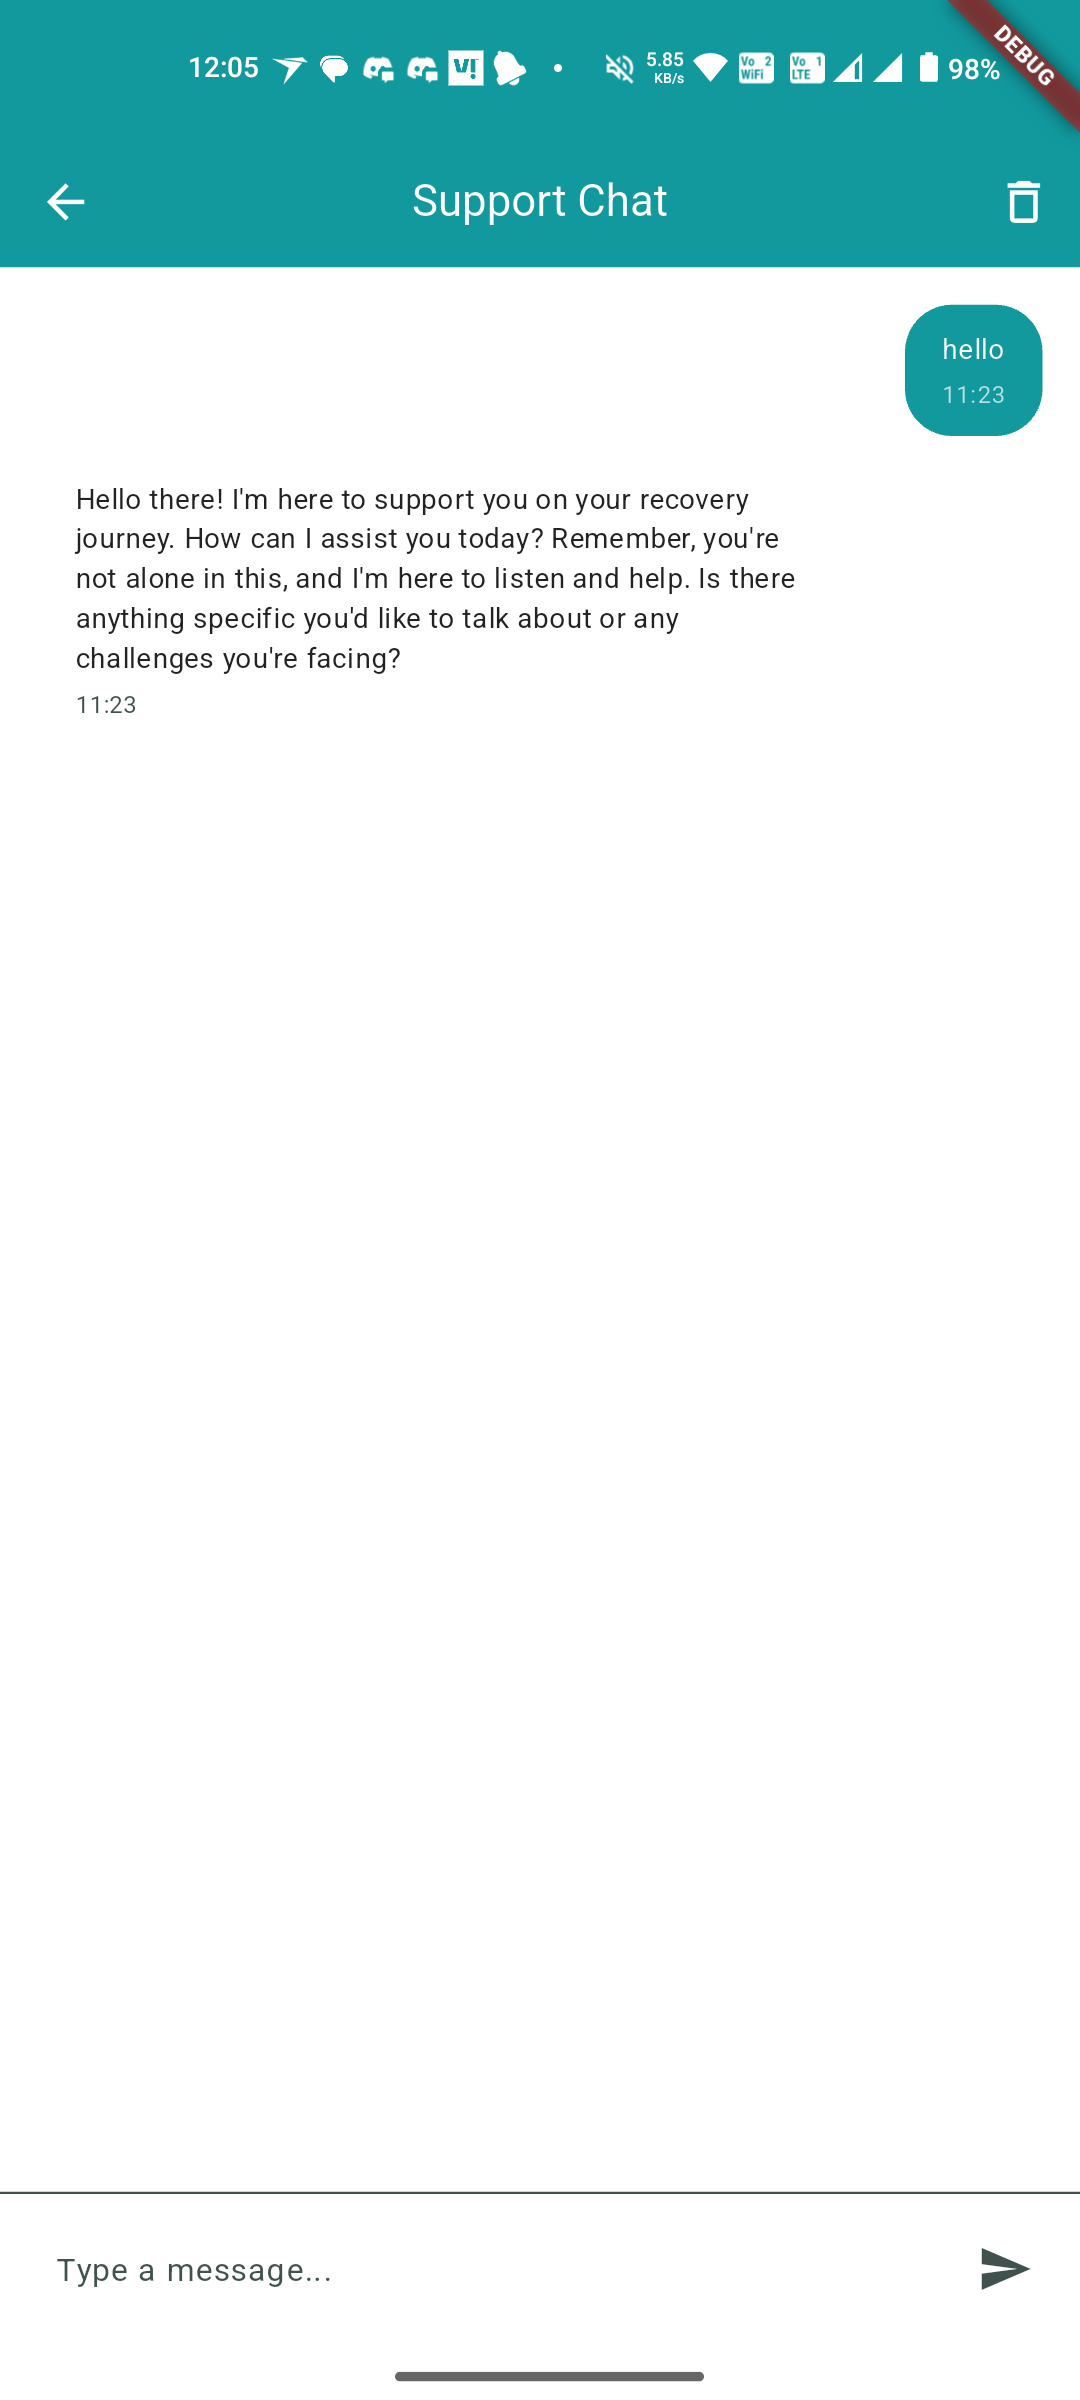 12:05
V!
5.85
KB/s
Vo 2
WiFi
Vo 1
LTE
98%
DEBUG
Support Chat
hello
11:23
Hello there! I'm here to support you on your recovery
journey. How can I assist you today? Remember, you're
not alone in this, and I'm here to listen and help. Is there
anything specific you'd like to talk about or any
challenges you're facing?
11:23
Type a message...